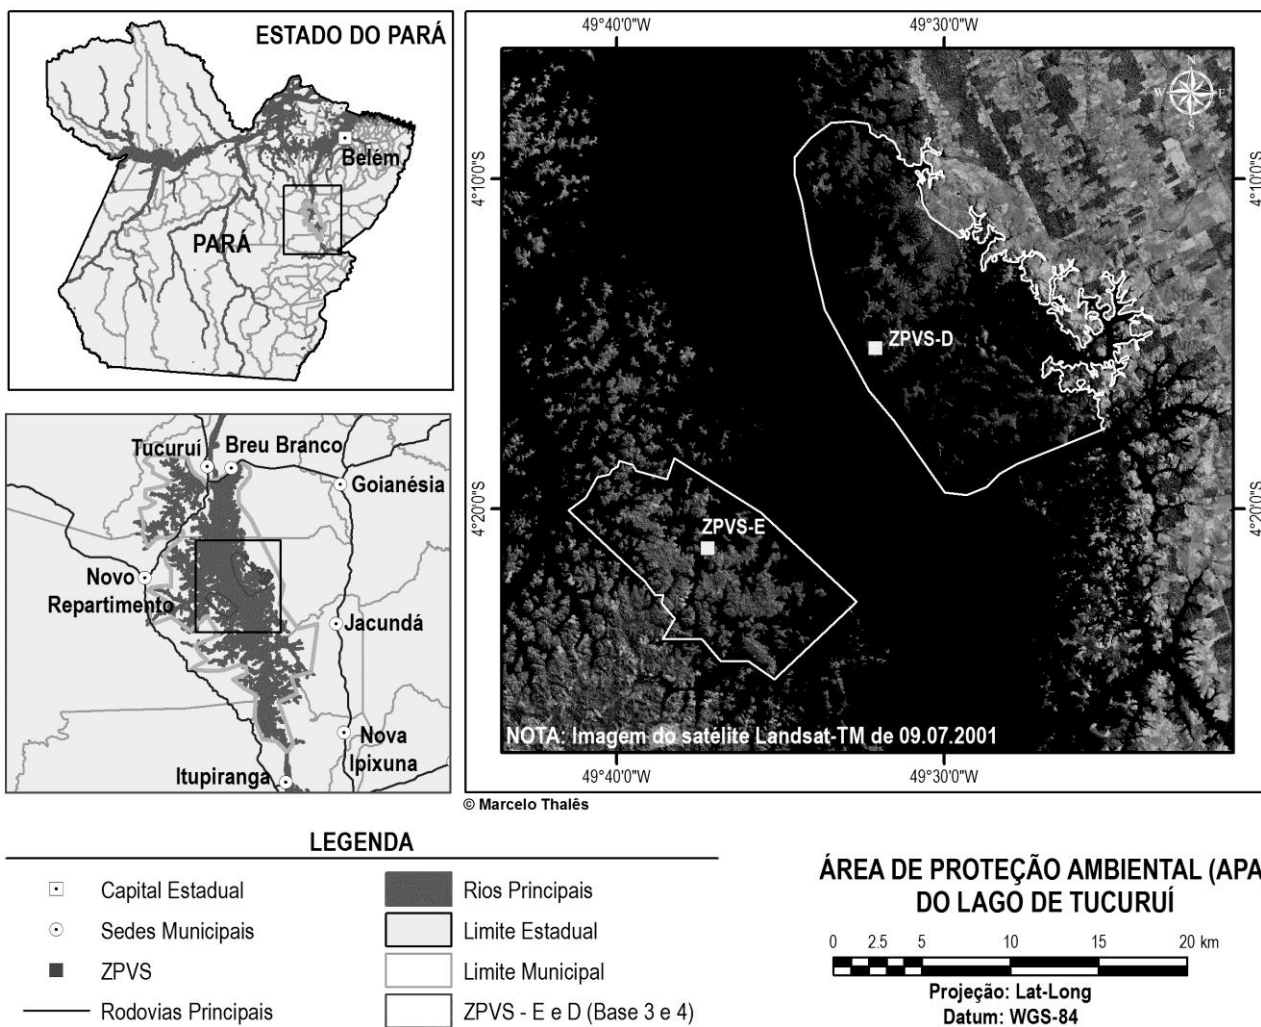 ESTADO DO PARÁ
Belém
PARÁ
Tucuruí
Breu Branco
Goianésia
Novo
Repartimento
Jacundá
Nova
Ipixuna
Itupiranga
49°40'0"W
49°30'0"W
N
W
E
S
4°10'0"S
4°10'0"S
ZPVS-D
4°20'0"S
4°20'0"S
ZPVS-E
NOTA: Imagem do satélite Landsat-TM de 09.07.2001
49°40'0"W
49°30'0"W
© Marcelo Thalês
LEGENDA
Capital Estadual
Sedes Municipais
ZPVS
Rodovias Principais
Rios Principais
Limite Estadual
Limite Municipal
ZPVS - E e D (Base 3 e 4)
ÁREA DE PROTEÇÃO AMBIENTAL (APA
DO LAGO DE TUCURUÍ
0 2.5 5 10 15 20 km
Projeção: Lat-Long
Datum: WGS-84